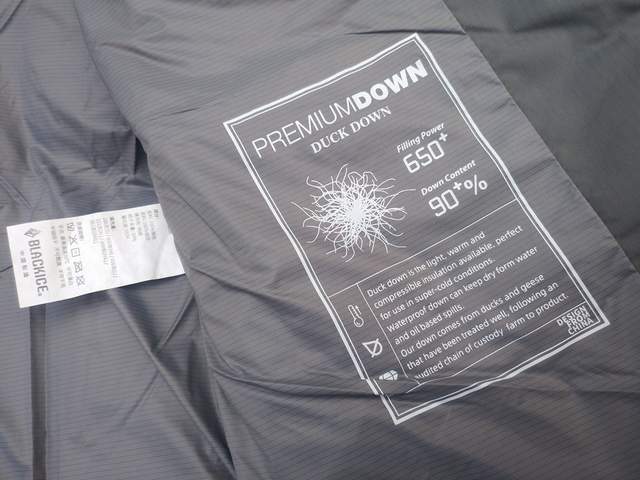 PREMIUMDOWN
DUCK DOWN
Filling Power
650+
Down Content
90+%
Duck down is the light, warm and
compressible insilation available. perfect
for use in super-cold conditions.
Waterproof down can keep dry form water
and oil based spills.
Our down comes from ducks and geese
that have been treated well, following an
audited chain of custody farm to product.
DESIGN
FROM
CHINA
BLACKICE